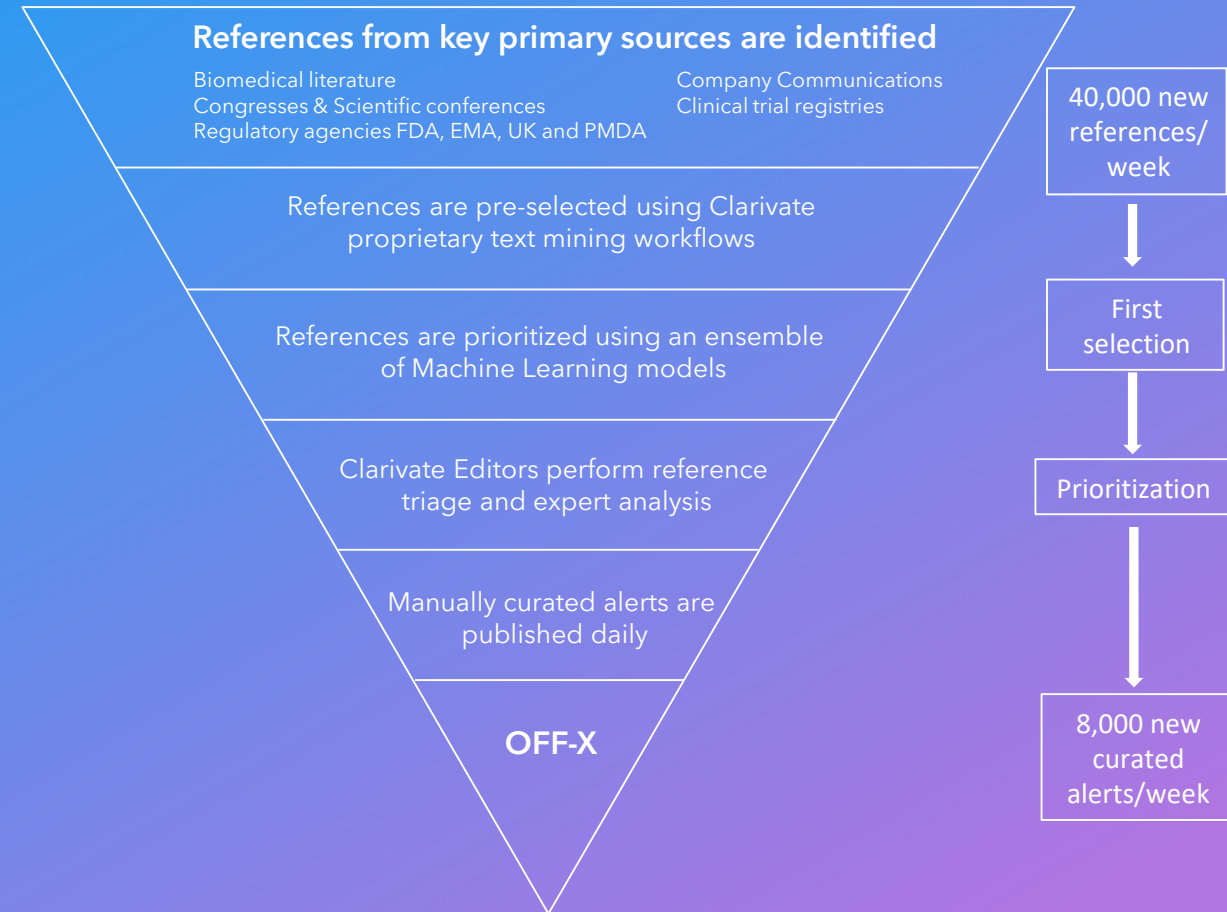 References from key primary sources are identified
Biomedical literature
Congresses & Scientific conferences
Regulatory agencies FDA, EMA, UK and PMDA
Company Communications
Clinical trial registries
References are pre-selected using Clarivate
proprietary text mining workflows
References are prioritized using an ensemble
of Machine Learning models
Clarivate Editors perform reference
triage and expert analysis
Manually curated alerts are
published daily
OFF-X
40,000 new
references/
week
First
selection
Prioritization
8,000 new
curated
alerts/week